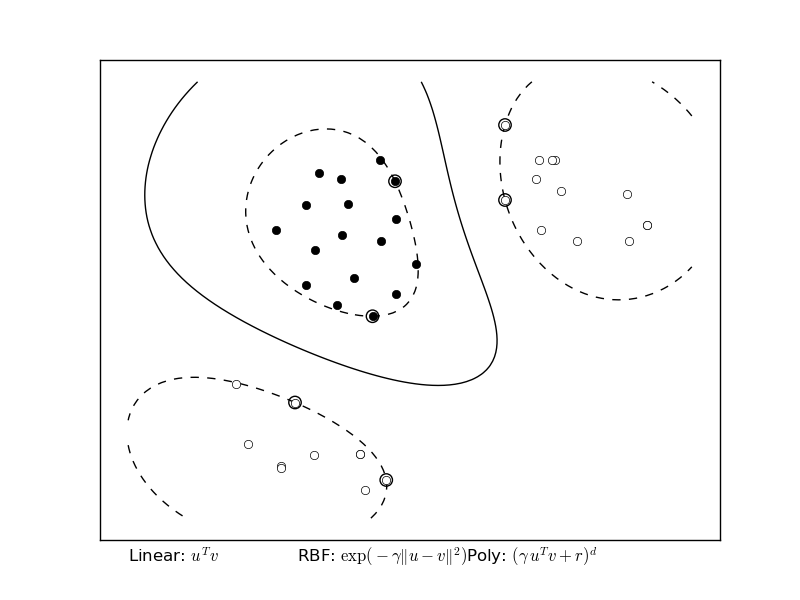 Linear: $u^T v$ RBF: $\exp(-\gamma \| u-v \|^2)$ Poly: $(\gamma\, u^T v + r)^d$